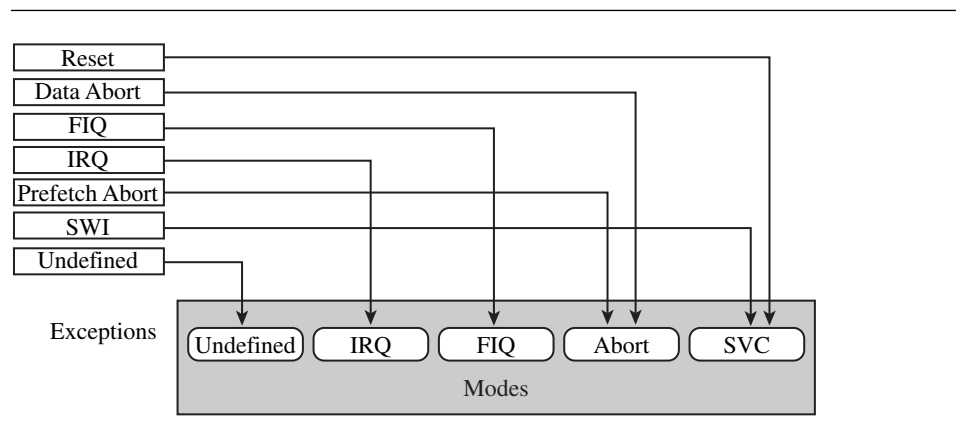 Reset
Data Abort
FIQ
IRQ
Prefetch Abort
SWI
Undefined
Exceptions
Undefined
IRQ
FIQ
Abort
SVC
Modes